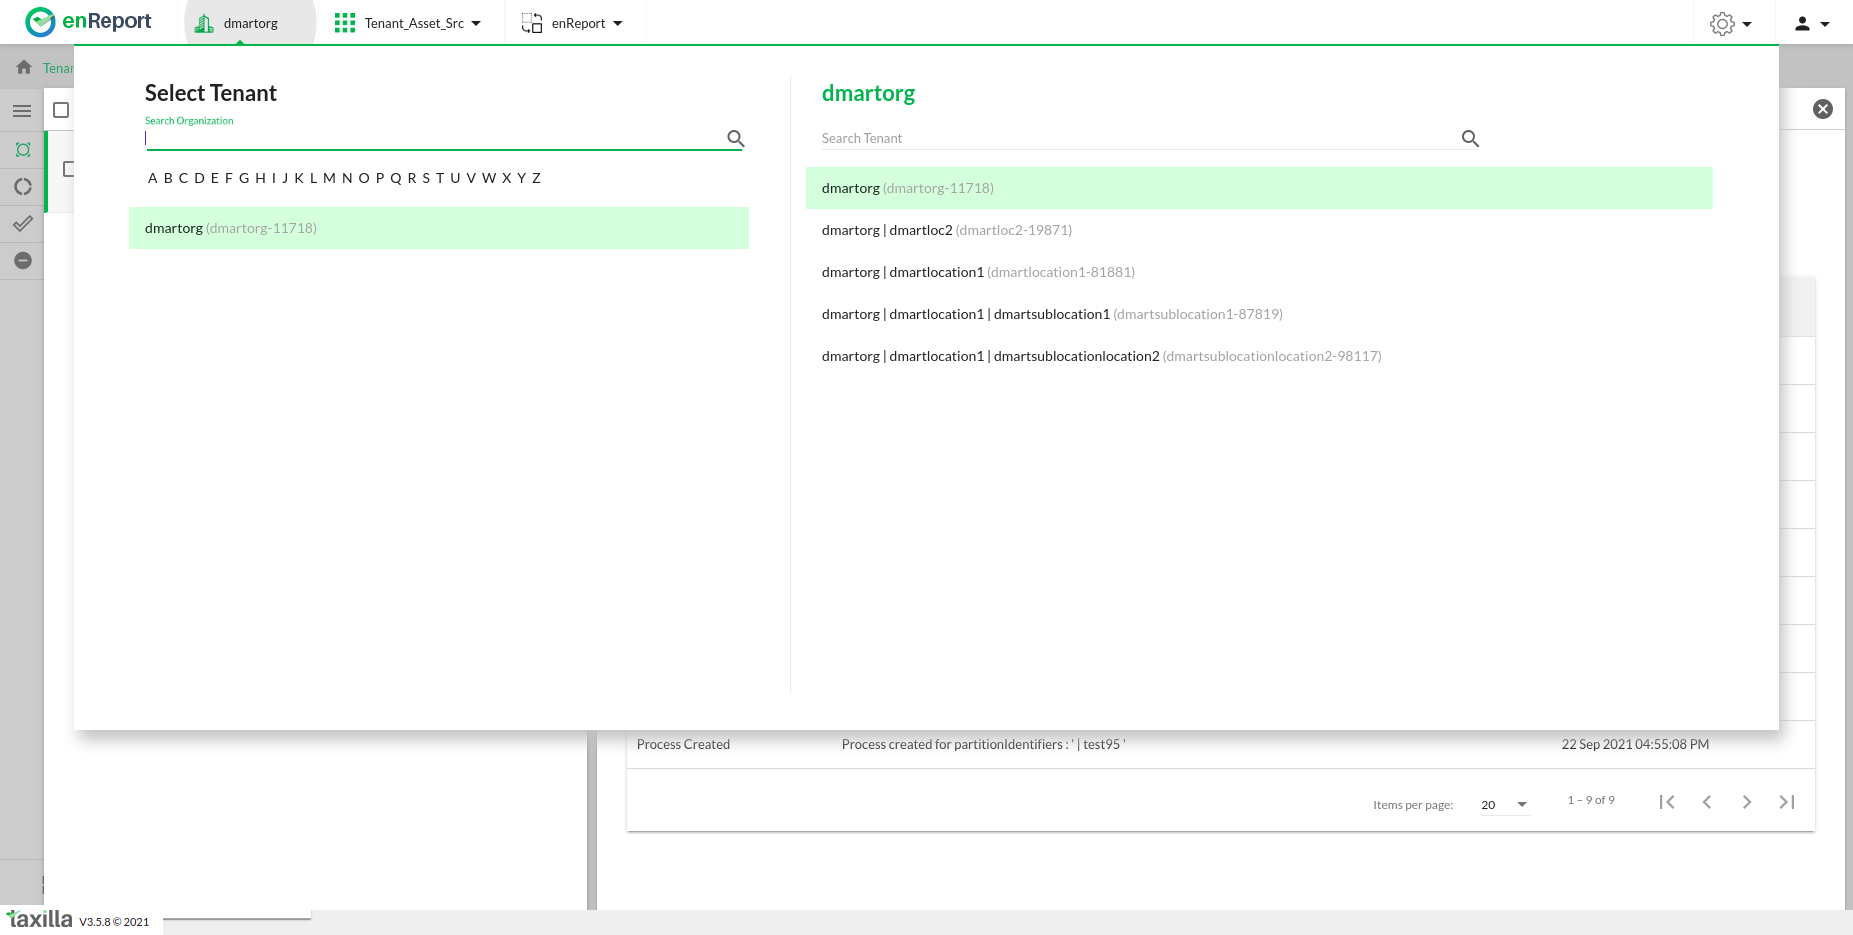 enReport
dmartorg
Tenant_Asset_Src
enReport
Select Tenant
Search Organization
A B C D E F G H I J K L M N O P Q R S T U V W X Y Z
dmartorg (dmartorg-11718)
dmartorg
Search Tenant
dmartorg (dmartorg-11718)
dmartorg | dmartloc2 (dmartloc2-19871)
dmartorg | dmartlocation1 (dmartlocation1-81881)
dmartorg | dmartlocation1 | dmartsublocation1 (dmartsublocation1-87819)
dmartorg | dmartlocation1 | dmartsublocationlocation2 (dmartsublocationlocation2-98117)
Process Created Process created for partitionIdentifiers : ' | test95 ' 22 Sep 2021 04:55:08 PM
Items per page: 20 1 – 9 of 9
taxilla V3.5.8 © 2021